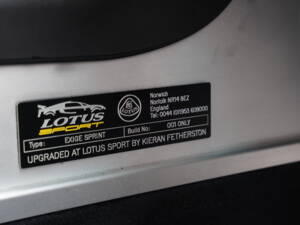 LOTUS
SPORT
LOTUS
Norwich
Norfolk NR14 8EZ
England
Tel: 0044 (0)1953 608000
Type: EXIGE SPRINT
Build No: 001 ONLY
UPGRADED AT LOTUS SPORT BY KIERAN FETHERSTON